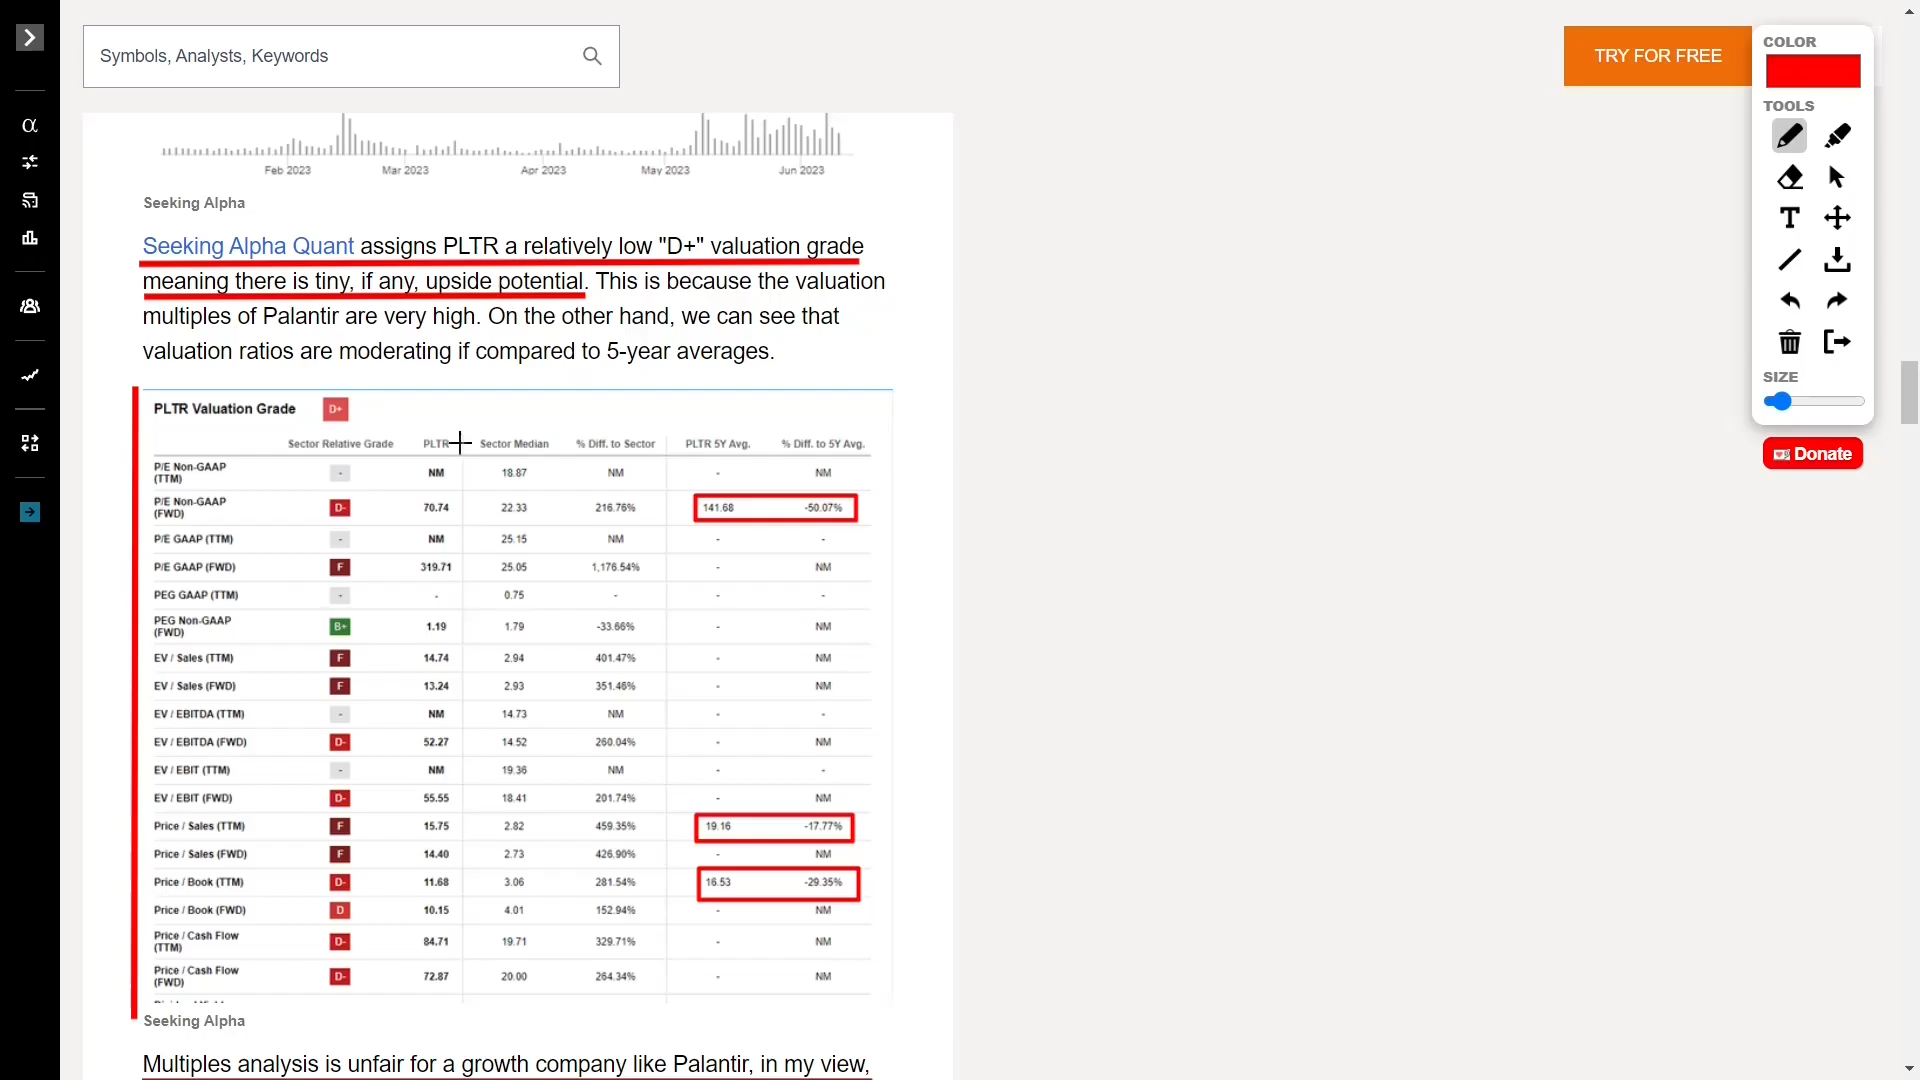 Symbols, Analysts, Keywords
TRY FOR FREE
COLOR
TOOLS
SIZE
Donate
Feb 2023 Mar 2023 Apr 2023 May 2023 Jun 2023
Seeking Alpha
Seeking Alpha Quant assigns PLTR a relatively low "D+" valuation grade
meaning there is tiny, if any, upside potential. This is because the valuation
multiples of Palantir are very high. On the other hand, we can see that
valuation ratios are moderating if compared to 5-year averages.
PLTR Valuation Grade D+
Sector Relative Grade PLTR Sector Median % Diff. to Sector PLTR 5Y Avg. % Diff. to 5Y Avg.
P/E Non-GAAP
(TTM) - NM 18.87 NM - NM
P/E Non-GAAP
(FWD) D- 70.74 22.33 216.76% 141.68 -50.07%
P/E GAAP (TTM) - NM 25.15 NM - -
P/E GAAP (FWD) F 319.71 25.05 1,176.54% - NM
PEG GAAP (TTM) - - 0.75 - - -
PEG Non-GAAP
(FWD) B+ 1.19 1.79 -33.66% - NM
EV / Sales (TTM) F 14.74 2.94 401.47% - NM
EV / Sales (FWD) F 13.24 2.93 351.46% - NM
EV / EBITDA (TTM) - NM 14.73 NM - -
EV / EBITDA (FWD) D- 52.27 14.52 260.04% - NM
EV / EBIT (TTM) - NM 19.36 NM - -
EV / EBIT (FWD) D- 55.55 18.41 201.74% - NM
Price / Sales (TTM) F 15.75 2.82 459.35% 19.16 -17.77%
Price / Sales (FWD) F 14.40 2.73 426.90% - NM
Price / Book (TTM) D- 11.68 3.06 281.54% 16.53 -29.35%
Price / Book (FWD) D 10.15 4.01 152.94% - NM
Price / Cash Flow
(TTM) D- 84.71 19.71 329.71% - NM
Price / Cash Flow
(FWD) D- 72.87 20.00 264.34% - NM
Seeking Alpha
Multiples analysis is unfair for a growth company like Palantir, in my view,